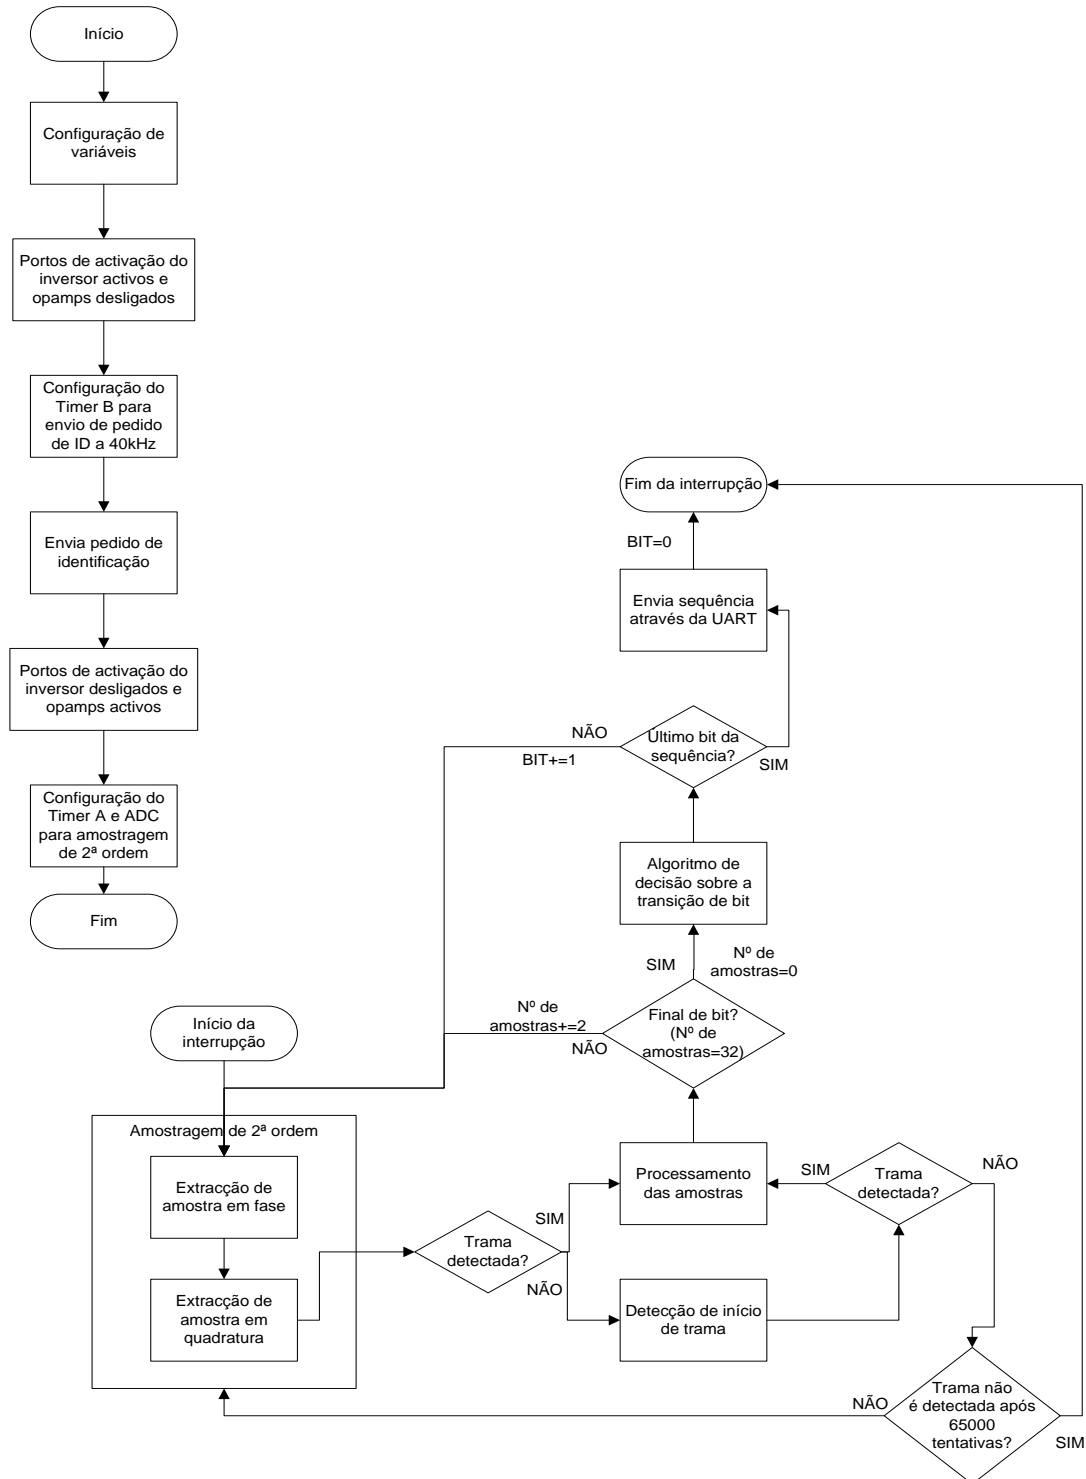 Início
Configuração de
variáveis
Portos de activação do
inversor activos e
opamps desligados
Configuração do
Timer B para
envio de pedido
de ID a 40kHz
Envia pedido de
identificação
Portos de activação do
inversor desligados e
opamps activos
Configuração do
Timer A e ADC
para amostragem
de 2ª ordem
Fim
Fim da interrupção
BIT=0
Envia sequência
através da UART
NÃO
BIT+=1
Último bit da
sequência?
SIM
Algoritmo de
decisão sobre a
transição de bit
SIM
Nº de
amostras=0
Nº de
amostras+=2
NÃO
Final de bit?
(Nº de
amostras=32)
Início da
interrupção
Amostragem de 2ª ordem
Extracção de
amostra em fase
Extracção de
amostra em
quadratura
Trama
detectada?
SIM
NÃO
Processamento
das amostras
SIM
Trama
detectada?
NÃO
Detecção de início
de trama
NÃO
Trama não
é detectada após
65000
tentativas?
SIM